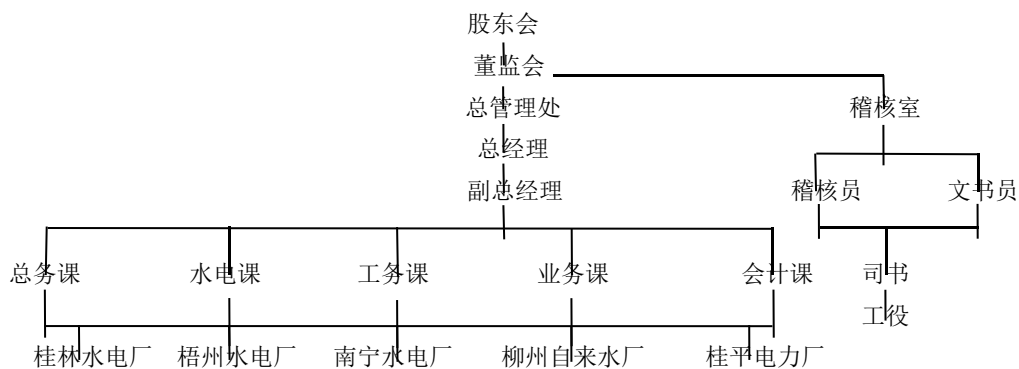 股东会
董监会
总管理处 稽核室
总经理
副总经理 稽核员 文书员
总务课 水电课 工务课 业务课 会计课 司书
工役
桂林水电厂 梧州水电厂 南宁水电厂 柳州自来水厂 桂平电力厂